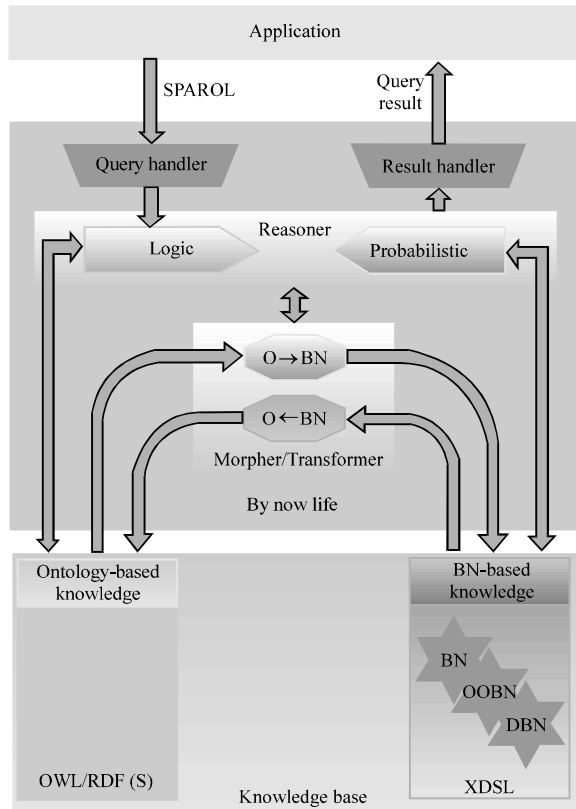 Application
SPAROL
Query
result
Query handler
Result handler
Reasoner
Logic
Probabilistic
O→BN
O←BN
Morpher/Transformer
By now life
Ontology-based
knowledge
BN-based
knowledge
BN
OOBN
DBN
OWL/RDF (S)
XDSL
Knowledge base